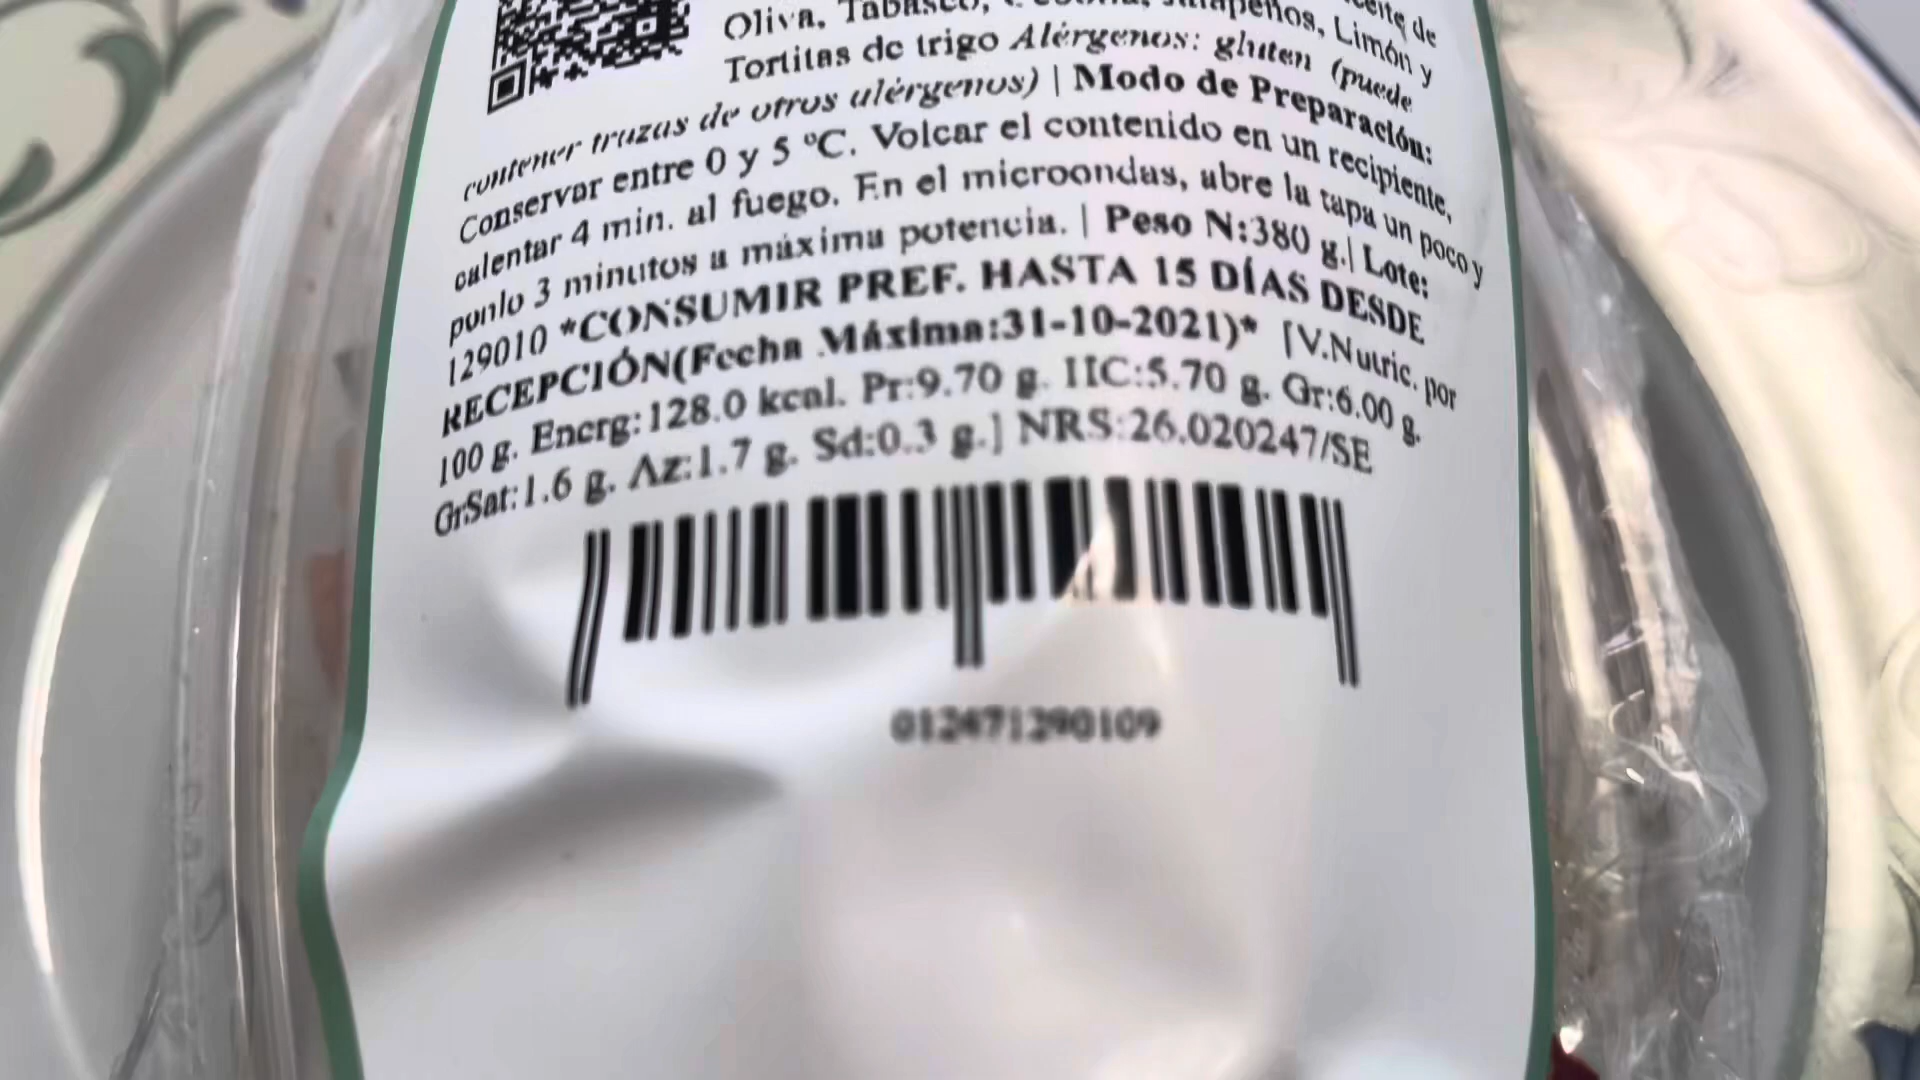 Oliva, Tabasco, Jalapeños, Limón y
Tortitas de trigo Alérgenos: gluten (puede
contener trazas de otros alérgenos) | Modo de Preparación:
Conservar entre 0 y 5 ºC. Volcar el contenido en un recipiente,
calentar 4 min. al fuego. En el microondas, abre la tapa un poco y
ponlo 3 minutos a máxima potencia. | Peso N:380 g.| Lote:
129010 *CONSUMIR PREF. HASTA 15 DÍAS DESDE
RECEPCIÓN(Fecha Máxima:31-10-2021)* [V.Nutric. por
100 g. Energ:128.0 kcal. Pr:9.70 g. HC:5.70 g. Gr:6.00 g.
GrSat:1.6 g. Az:1.7 g. Sd:0.3 g.] NRS:26.020247/SE